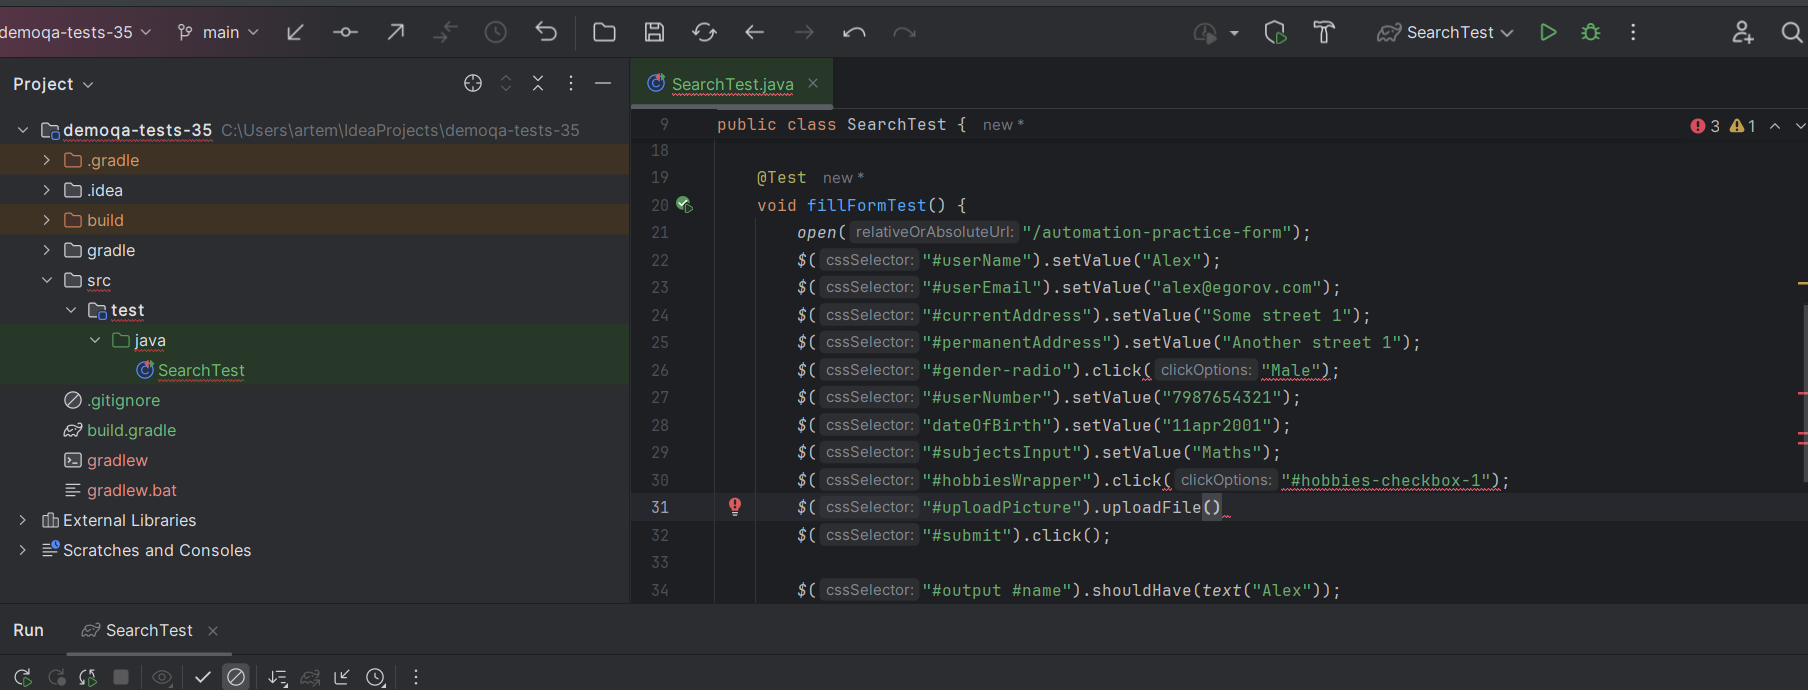 demoqa-tests-35 main SearchTest
Project
SearchTest.java
demoqa-tests-35 C:\Users\artem\IdeaProjects\demoqa-tests-35
.gradle
.idea
build
gradle
src
test
java
SearchTest
.gitignore
build.gradle
gradlew
gradlew.bat
External Libraries
Scratches and Consoles
9 public class SearchTest { new * 3 1
18
19 @Test new *
20 void fillFormTest() {
21 open( relativeOrAbsoluteUrl: "/automation-practice-form");
22 $( cssSelector: "#userName").setValue("Alex");
23 $( cssSelector: "#userEmail").setValue("alex@egorov.com");
24 $( cssSelector: "#currentAddress").setValue("Some street 1");
25 $( cssSelector: "#permanentAddress").setValue("Another street 1");
26 $( cssSelector: "#gender-radio").click( clickOptions: "Male");
27 $( cssSelector: "#userNumber").setValue("7987654321");
28 $( cssSelector: "dateOfBirth").setValue("11apr2001");
29 $( cssSelector: "#subjectsInput").setValue("Maths");
30 $( cssSelector: "#hobbiesWrapper").click( clickOptions: "#hobbies-checkbox-1");
31 $( cssSelector: "#uploadPicture").uploadFile()
32 $( cssSelector: "#submit").click();
33
34 $( cssSelector: "#output #name").shouldHave(text("Alex"));
Run SearchTest